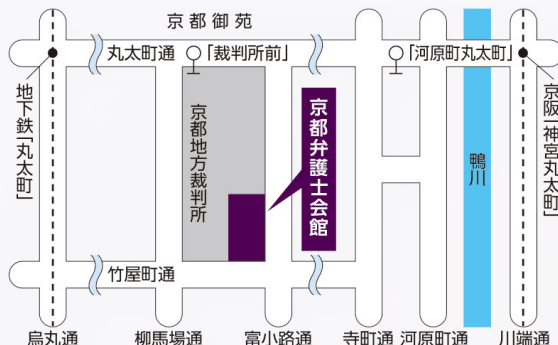 京都御苑
丸太町通
「裁判所前」
「河原町丸太町」
地下鉄「丸太町」
京都地方裁判所
京都弁護士会館
鴨川
京阪「神宮丸太町」
竹屋町通
烏丸通
柳馬場通
富小路通
寺町通
河原町通
川端通